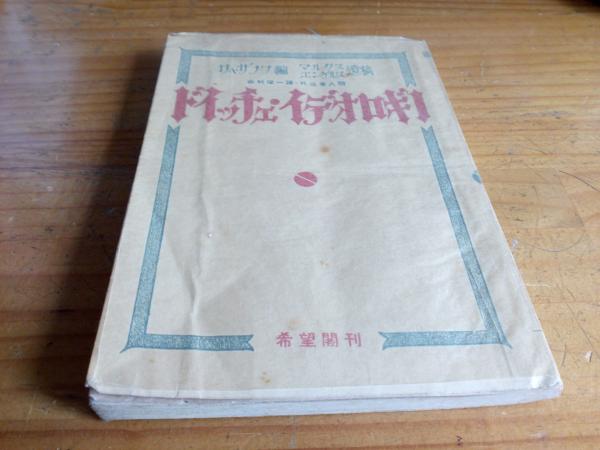 リヤザノフ編 マルクス エンゲルス遺稿
ドイッチェ・イデオロギー
希望閣刊